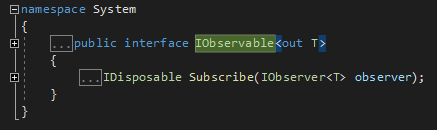 namespace System
{
...public interface IObservable<out T>
{
...IDisposable Subscribe(IObserver<T> observer);
}
}